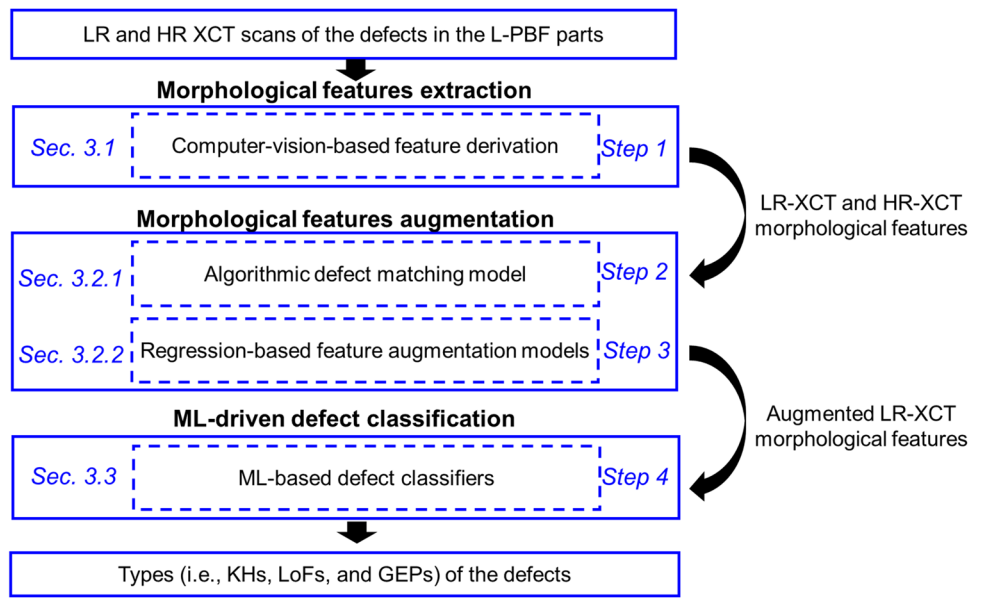 LR and HR XCT scans of the defects in the L-PBF parts
Morphological features extraction
Sec. 3.1
Computer-vision-based feature derivation
Step 1
LR-XCT and HR-XCT
morphological features
Morphological features augmentation
Sec. 3.2.1
Algorithmic defect matching model
Step 2
Sec. 3.2.2
Regression-based feature augmentation models
Step 3
Augmented LR-XCT
morphological features
ML-driven defect classification
Sec. 3.3
ML-based defect classifiers
Step 4
Types (i.e., KHs, LoFs, and GEPs) of the defects